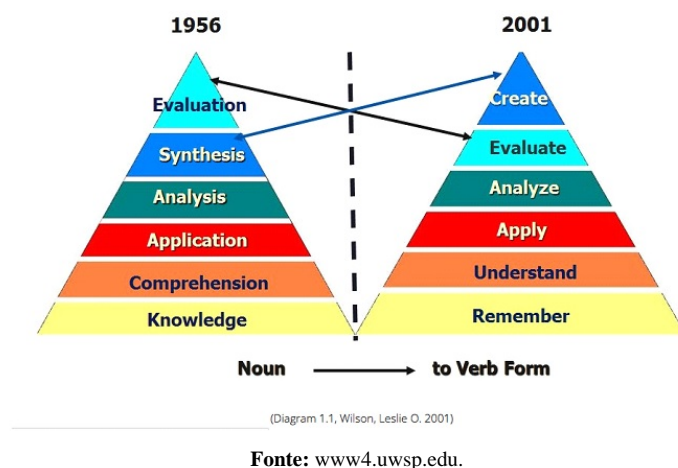 1956
2001
Evaluation
Synthesis
Analysis
Application
Comprehension
Knowledge
Create
Evaluate
Analyze
Apply
Understand
Remember
Noun
to Verb Form
(Diagram 1.1, Wilson, Leslie O. 2001)
Fonte: www4.uwsp.edu.